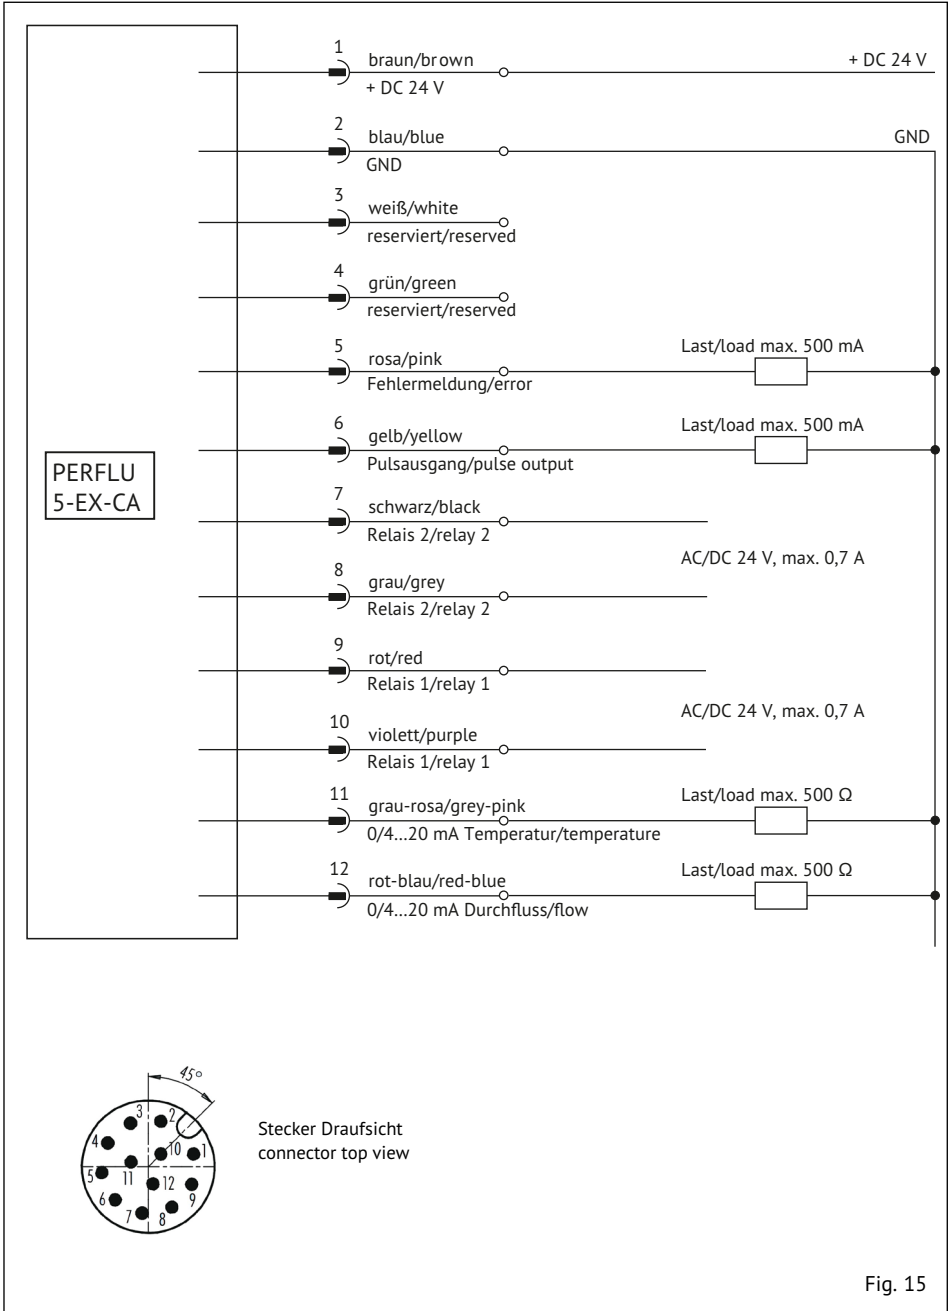 1
braun/brown
+ DC 24 V
+ DC 24 V
2
blau/blue
GND
GND
3
weiß/white
reserviert/reserved
4
grün/green
reserviert/reserved
5
rosa/pink
Last/load max. 500 mA
Fehlermeldung/error
6
gelb/yellow
Last/load max. 500 mA
Pulsausgang/pulse output
PERFLU
5-EX-CA
7
schwarz/black
Relais 2/relay 2
AC/DC 24 V, max. 0,7 A
8
grau/grey
Relais 2/relay 2
9
rot/red
Relais 1/relay 1
AC/DC 24 V, max. 0,7 A
10
violett/purple
Relais 1/relay 1
11
grau-rosa/grey-pink
Last/load max. 500 Ω
0/4...20 mA Temperatur/temperature
12
rot-blau/red-blue
Last/load max. 500 Ω
0/4...20 mA Durchfluss/flow
45°
3
2
4
10
1
5
11
12
6
9
7
8
Stecker Draufsicht
connector top view
Fig. 15